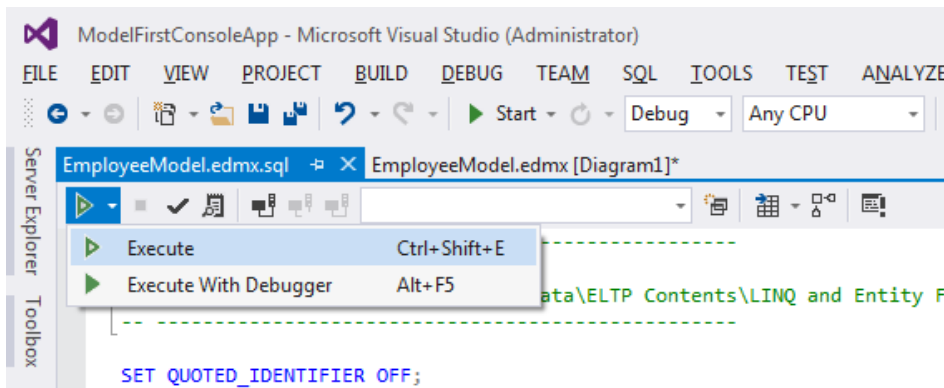 ModelFirstConsoleApp - Microsoft Visual Studio (Administrator)
FILE EDIT VIEW PROJECT BUILD DEBUG TEAM SQL TOOLS TEST ANALYZE
Start Debug Any CPU
Server Explorer
Toolbox
EmployeeModel.edmx.sql EmployeeModel.edmx [Diagram1]*
Execute Ctrl+Shift+E
Execute With Debugger Alt+F5
ata\ELTP Contents\LINQ and Entity F
-- --------------------------------------------------
SET QUOTED_IDENTIFIER OFF;